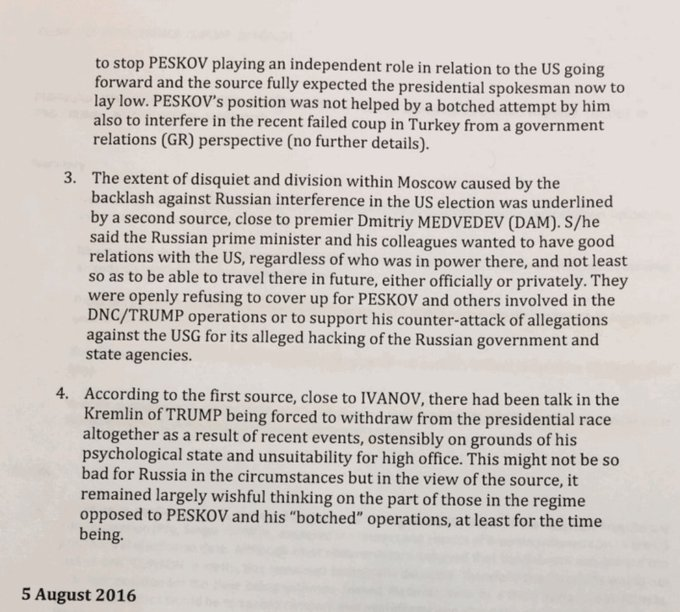 to stop PESKOV playing an independent role in relation to the US going
forward and the source fully expected the presidential spokesman now to
lay low. PESKOV's position was not helped by a botched attempt by him
also to interfere in the recent failed coup in Turkey from a government
relations (GR) perspective (no further details).
3. The extent of disquiet and division within Moscow caused by the
backlash against Russian interference in the US election was underlined
by a second source, close to premier Dmitriy MEDVEDEV (DAM). S/he
said the Russian prime minister and his colleagues wanted to have good
relations with the US, regardless of who was in power there, and not least
so as to be able to travel there in future, either officially or privately. They
were openly refusing to cover up for PESKOV and others involved in the
DNC/TRUMP operations or to support his counter-attack of allegations
against the USG for its alleged hacking of the Russian government and
state agencies.
4. According to the first source, close to IVANOV, there had been talk in the
Kremlin of TRUMP being forced to withdraw from the presidential race
altogether as a result of recent events, ostensibly on grounds of his
psychological state and unsuitability for high office. This might not be so
bad for Russia in the circumstances but in the view of the source, it
remained largely wishful thinking on the part of those in the regime
opposed to PESKOV and his “botched” operations, at least for the time
being.
5 August 2016